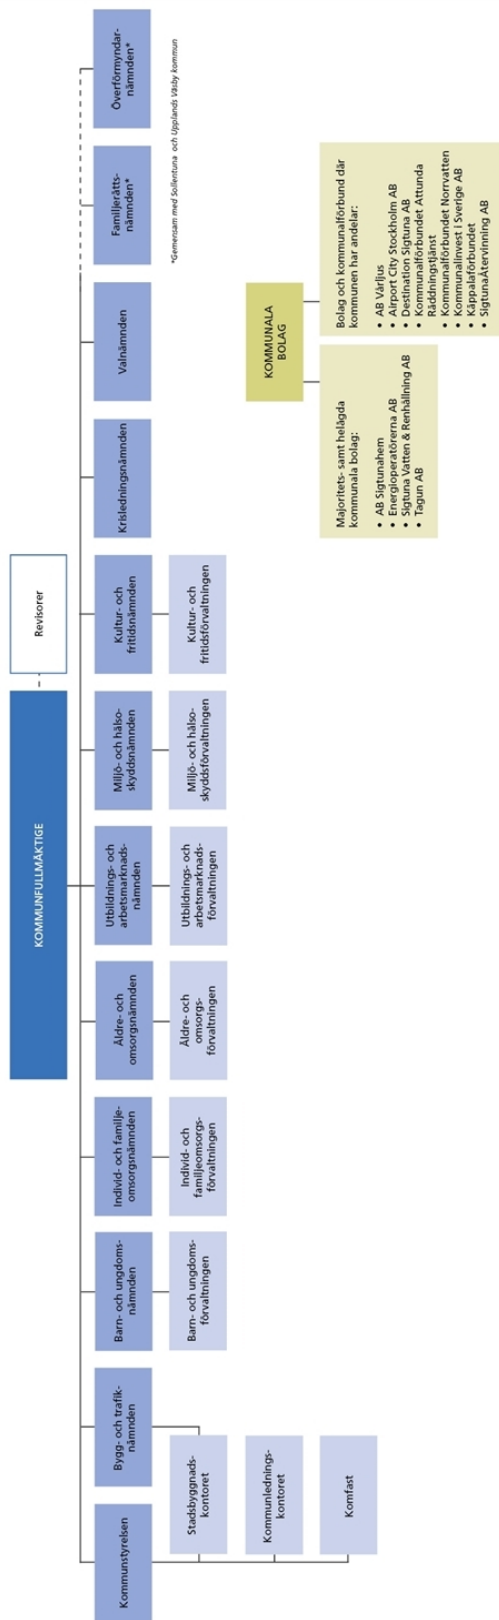 KOMMUNFULLMÄKTIGE
Revisorer
Kommunstyrelsen
Bygg- och trafik-
nämnden
Barn- och ungdoms-
nämnden
Individ- och familje-
omsorgsnämnden
Äldre- och
omsorgsnämnden
Utbildnings- och
arbetsmarknads-
nämnden
Miljö- och hälso-
skyddsnämnden
Kultur- och
fritidsnämnden
Krisledningsnämnden
Valnämnden
Familjerätts-
nämnden*
Överförmyndar-
nämnden*
*Gemensam med Sollentuna och Upplands Väsby kommun
Stadsbyggnads-
kontoret
Kommunlednings-
kontoret
Komfast
Barn- och ungdoms-
förvaltningen
Individ- och
familjeomsorgs-
förvaltningen
Äldre- och
omsorgs-
förvaltningen
Utbildnings- och
arbetsmarknads-
förvaltningen
Miljö- och hälso-
skyddsförvaltningen
Kultur- och
fritidsförvaltningen
KOMMUNALA
BOLAG
Majoritets- samt helägda
kommunala bolag:
• AB Sigtunahem
• Energioperatörerna AB
• Sigtuna Vatten & Renhållning AB
• Tagun AB
Bolag och kommunalförbund där
kommunen har andelar:
• AB Vårljus
• Airport City Stockholm AB
• Destination Sigtuna AB
• Kommunalförbundet Attunda
Räddningstjänst
• Kommunalförbundet Norrvatten
• Kommunalinvest i Sverige AB
• Käppalaförbundet
• SigtunaÅtervinning AB